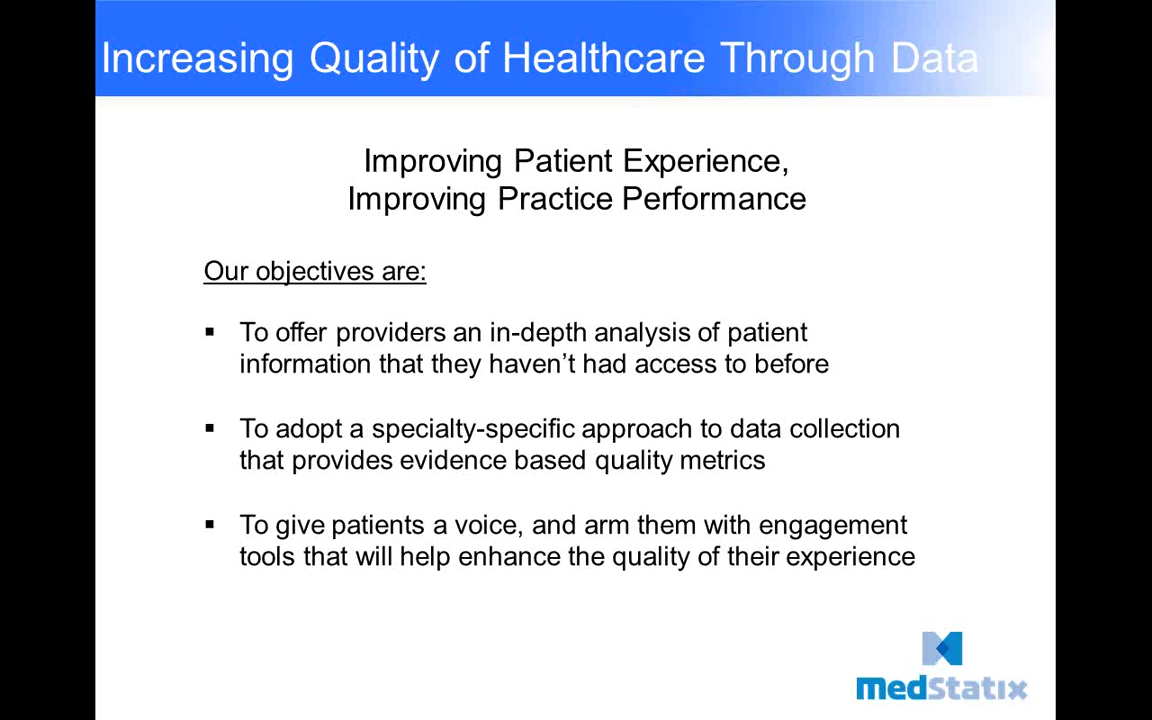 Increasing Quality of Healthcare Through Data
Improving Patient Experience,
Improving Practice Performance
Our objectives are:
▪ To offer providers an in-depth analysis of patient
information that they haven’t had access to before
▪ To adopt a specialty-specific approach to data collection
that provides evidence based quality metrics
▪ To give patients a voice, and arm them with engagement
tools that will help enhance the quality of their experience
medStatix